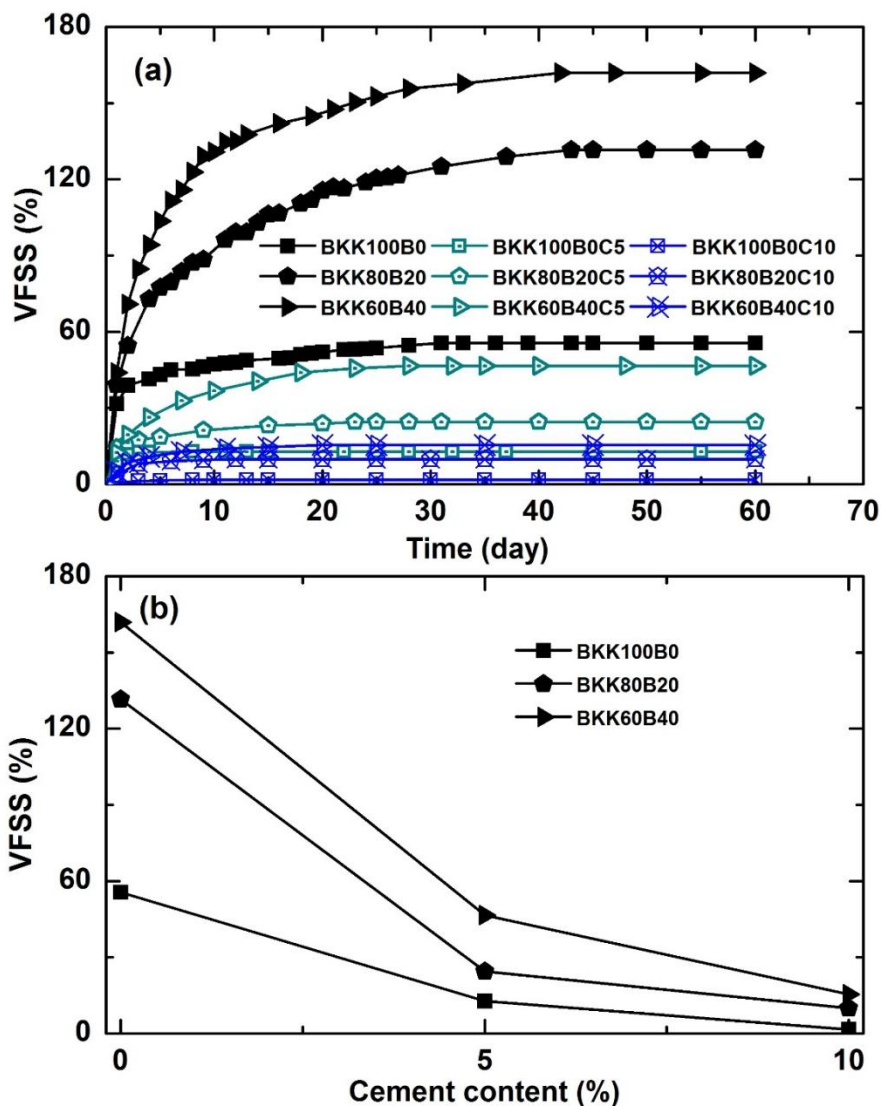 180
(a)
120
VFSS (%)
BKK100B0 BKK100B0C5 BKK100B0C10
BKK80B20 BKK80B20C5 BKK80B20C10
BKK60B40 BKK60B40C5 BKK60B40C10
60
0
0 10 20 30 40 50 60 70
Time (day)
180
(b)
BKK100B0
BKK80B20
BKK60B40
120
VFSS (%)
60
0
0 5 10
Cement content (%)